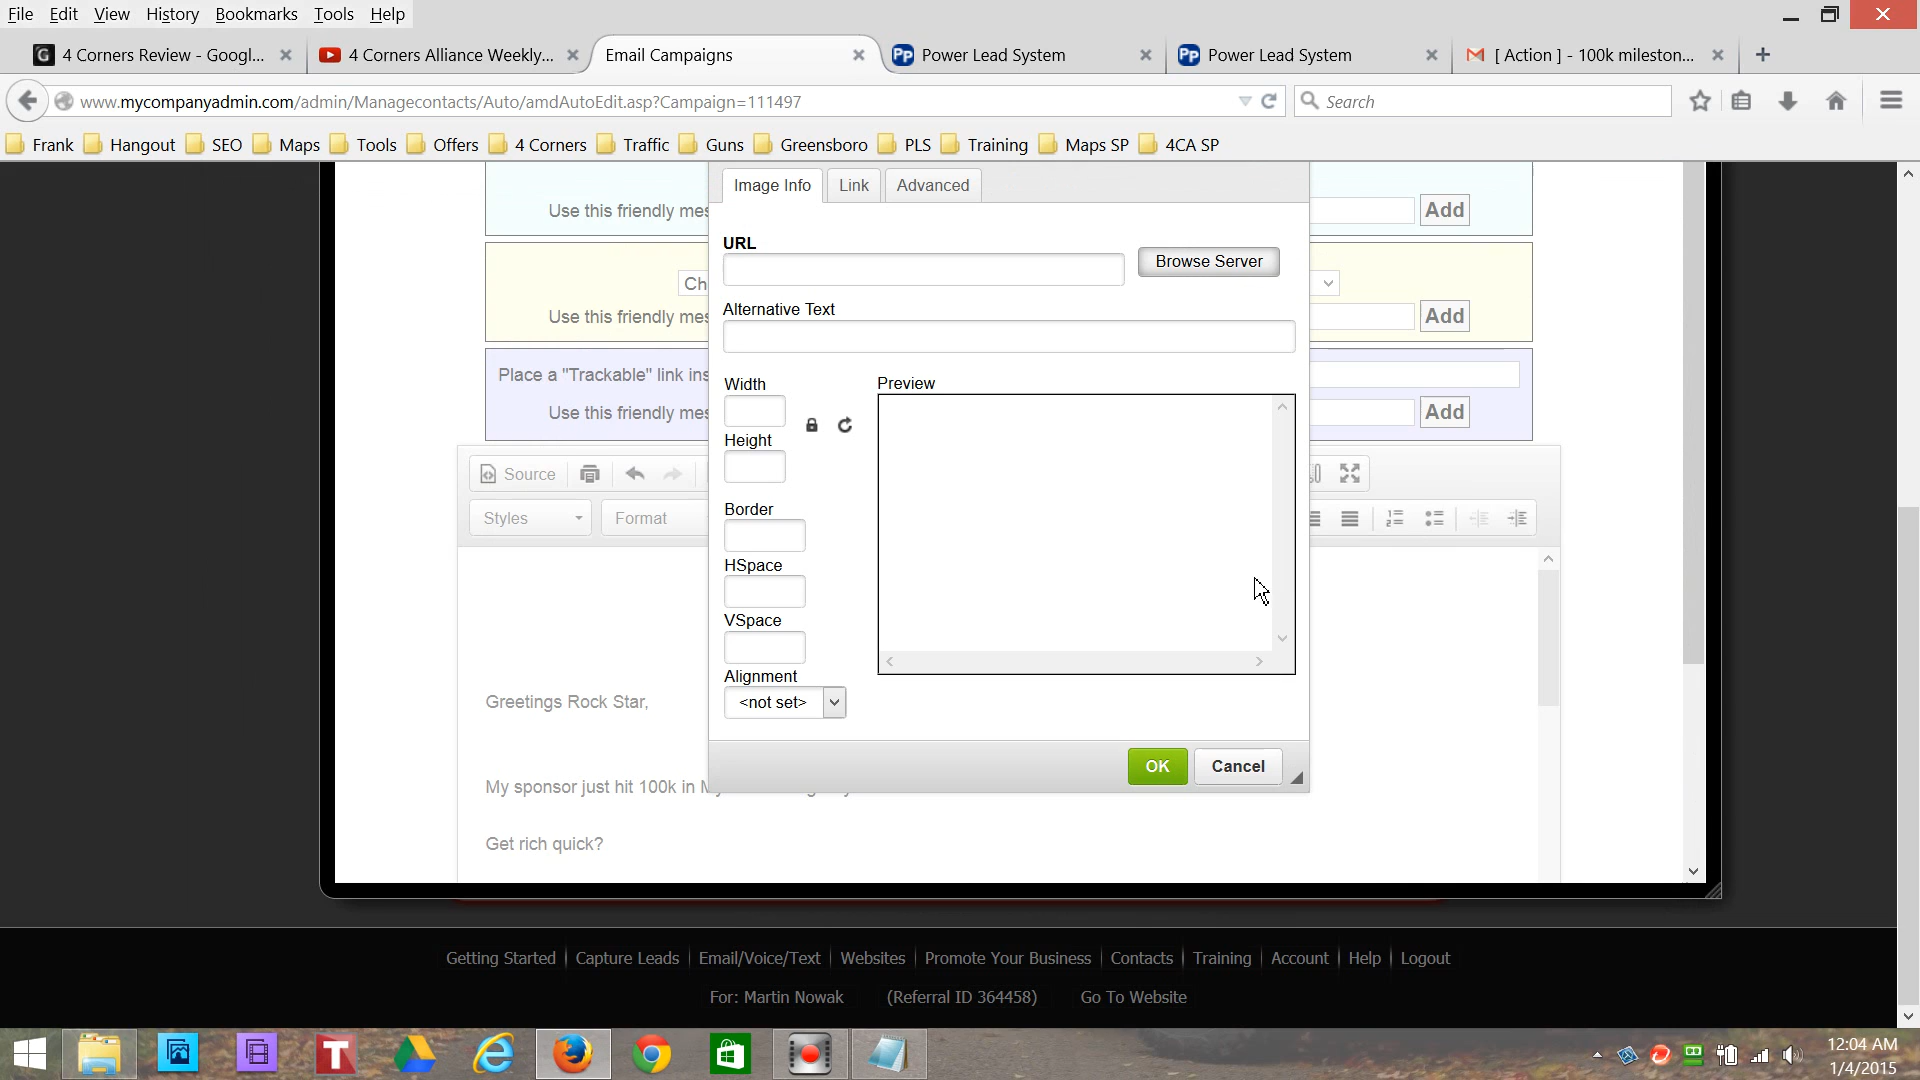 File Edit View History Bookmarks Tools Help
4 Corners Review - Googl... 4 Corners Alliance Weekly... Email Campaigns Power Lead System Power Lead System [ Action ] - 100k mileston...
www.mycompanyadmin.com/admin/Managecontacts/Auto/amdAutoEdit.asp?Campaign=111497 Search
Frank Hangout SEO Maps Tools Offers 4 Corners Traffic Guns Greensboro PLS Training Maps SP 4CA SP
Image Info Link Advanced
Use this friendly mes Add
URL
Browse Server
Ch
Alternative Text
Use this friendly mes Add
Place a "Trackable" link ins
Width Preview
Use this friendly mes Add
Height
Source
Border
Styles Format
HSpace
VSpace
Alignment
<not set>
Greetings Rock Star,
OK Cancel
My sponsor just hit 100k in
Get rich quick?
Getting Started Capture Leads Email/Voice/Text Websites Promote Your Business Contacts Training Account Help Logout
For: Martin Nowak (Referral ID 364458) Go To Website
12:04 AM
1/4/2015